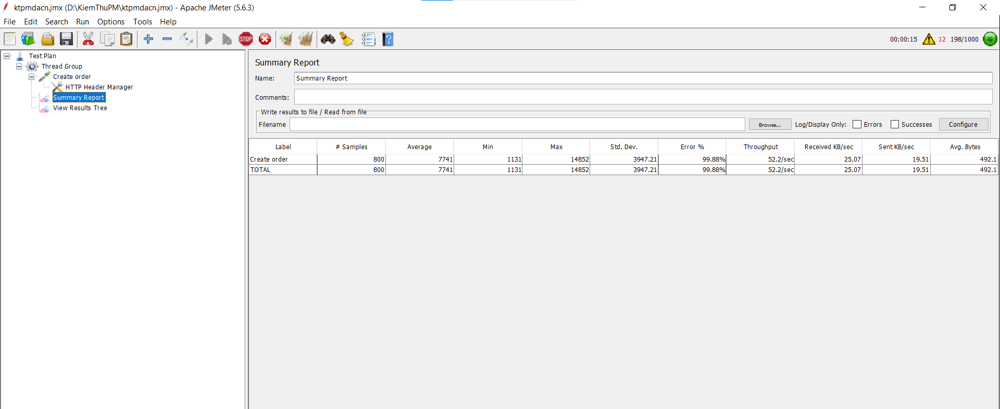 ktpmdacn.jmx (D:\KiemThuPM\ktpmdacn.jmx) - Apache JMeter (5.6.3)
File Edit Search Run Options Tools Help
STOP ? 00:00:15 12 198/1000
Test Plan
Thread Group
Create order
HTTP Header Manager
Summary Report
View Results Tree
Summary Report
Name: Summary Report
Comments:
Write results to file / Read from file
Filename Browse... Log/Display Only: Errors Successes Configure
Label # Samples Average Min Max Std. Dev. Error % Throughput Received KB/sec Sent KB/sec Avg. Bytes
Create order 800 7741 1131 14852 3947.21 99.88% 52.2/sec 25.07 19.51 492.1
TOTAL 800 7741 1131 14852 3947.21 99.88% 52.2/sec 25.07 19.51 492.1